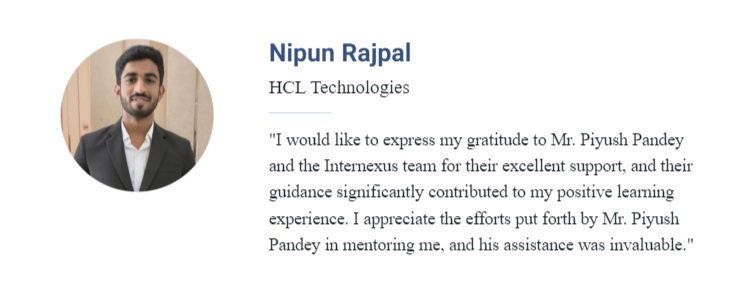 Nipun Rajpal
HCL Technologies
"I would like to express my gratitude to Mr. Piyush Pandey
and the Internexus team for their excellent support, and their
guidance significantly contributed to my positive learning
experience. I appreciate the efforts put forth by Mr. Piyush
Pandey in mentoring me, and his assistance was invaluable."